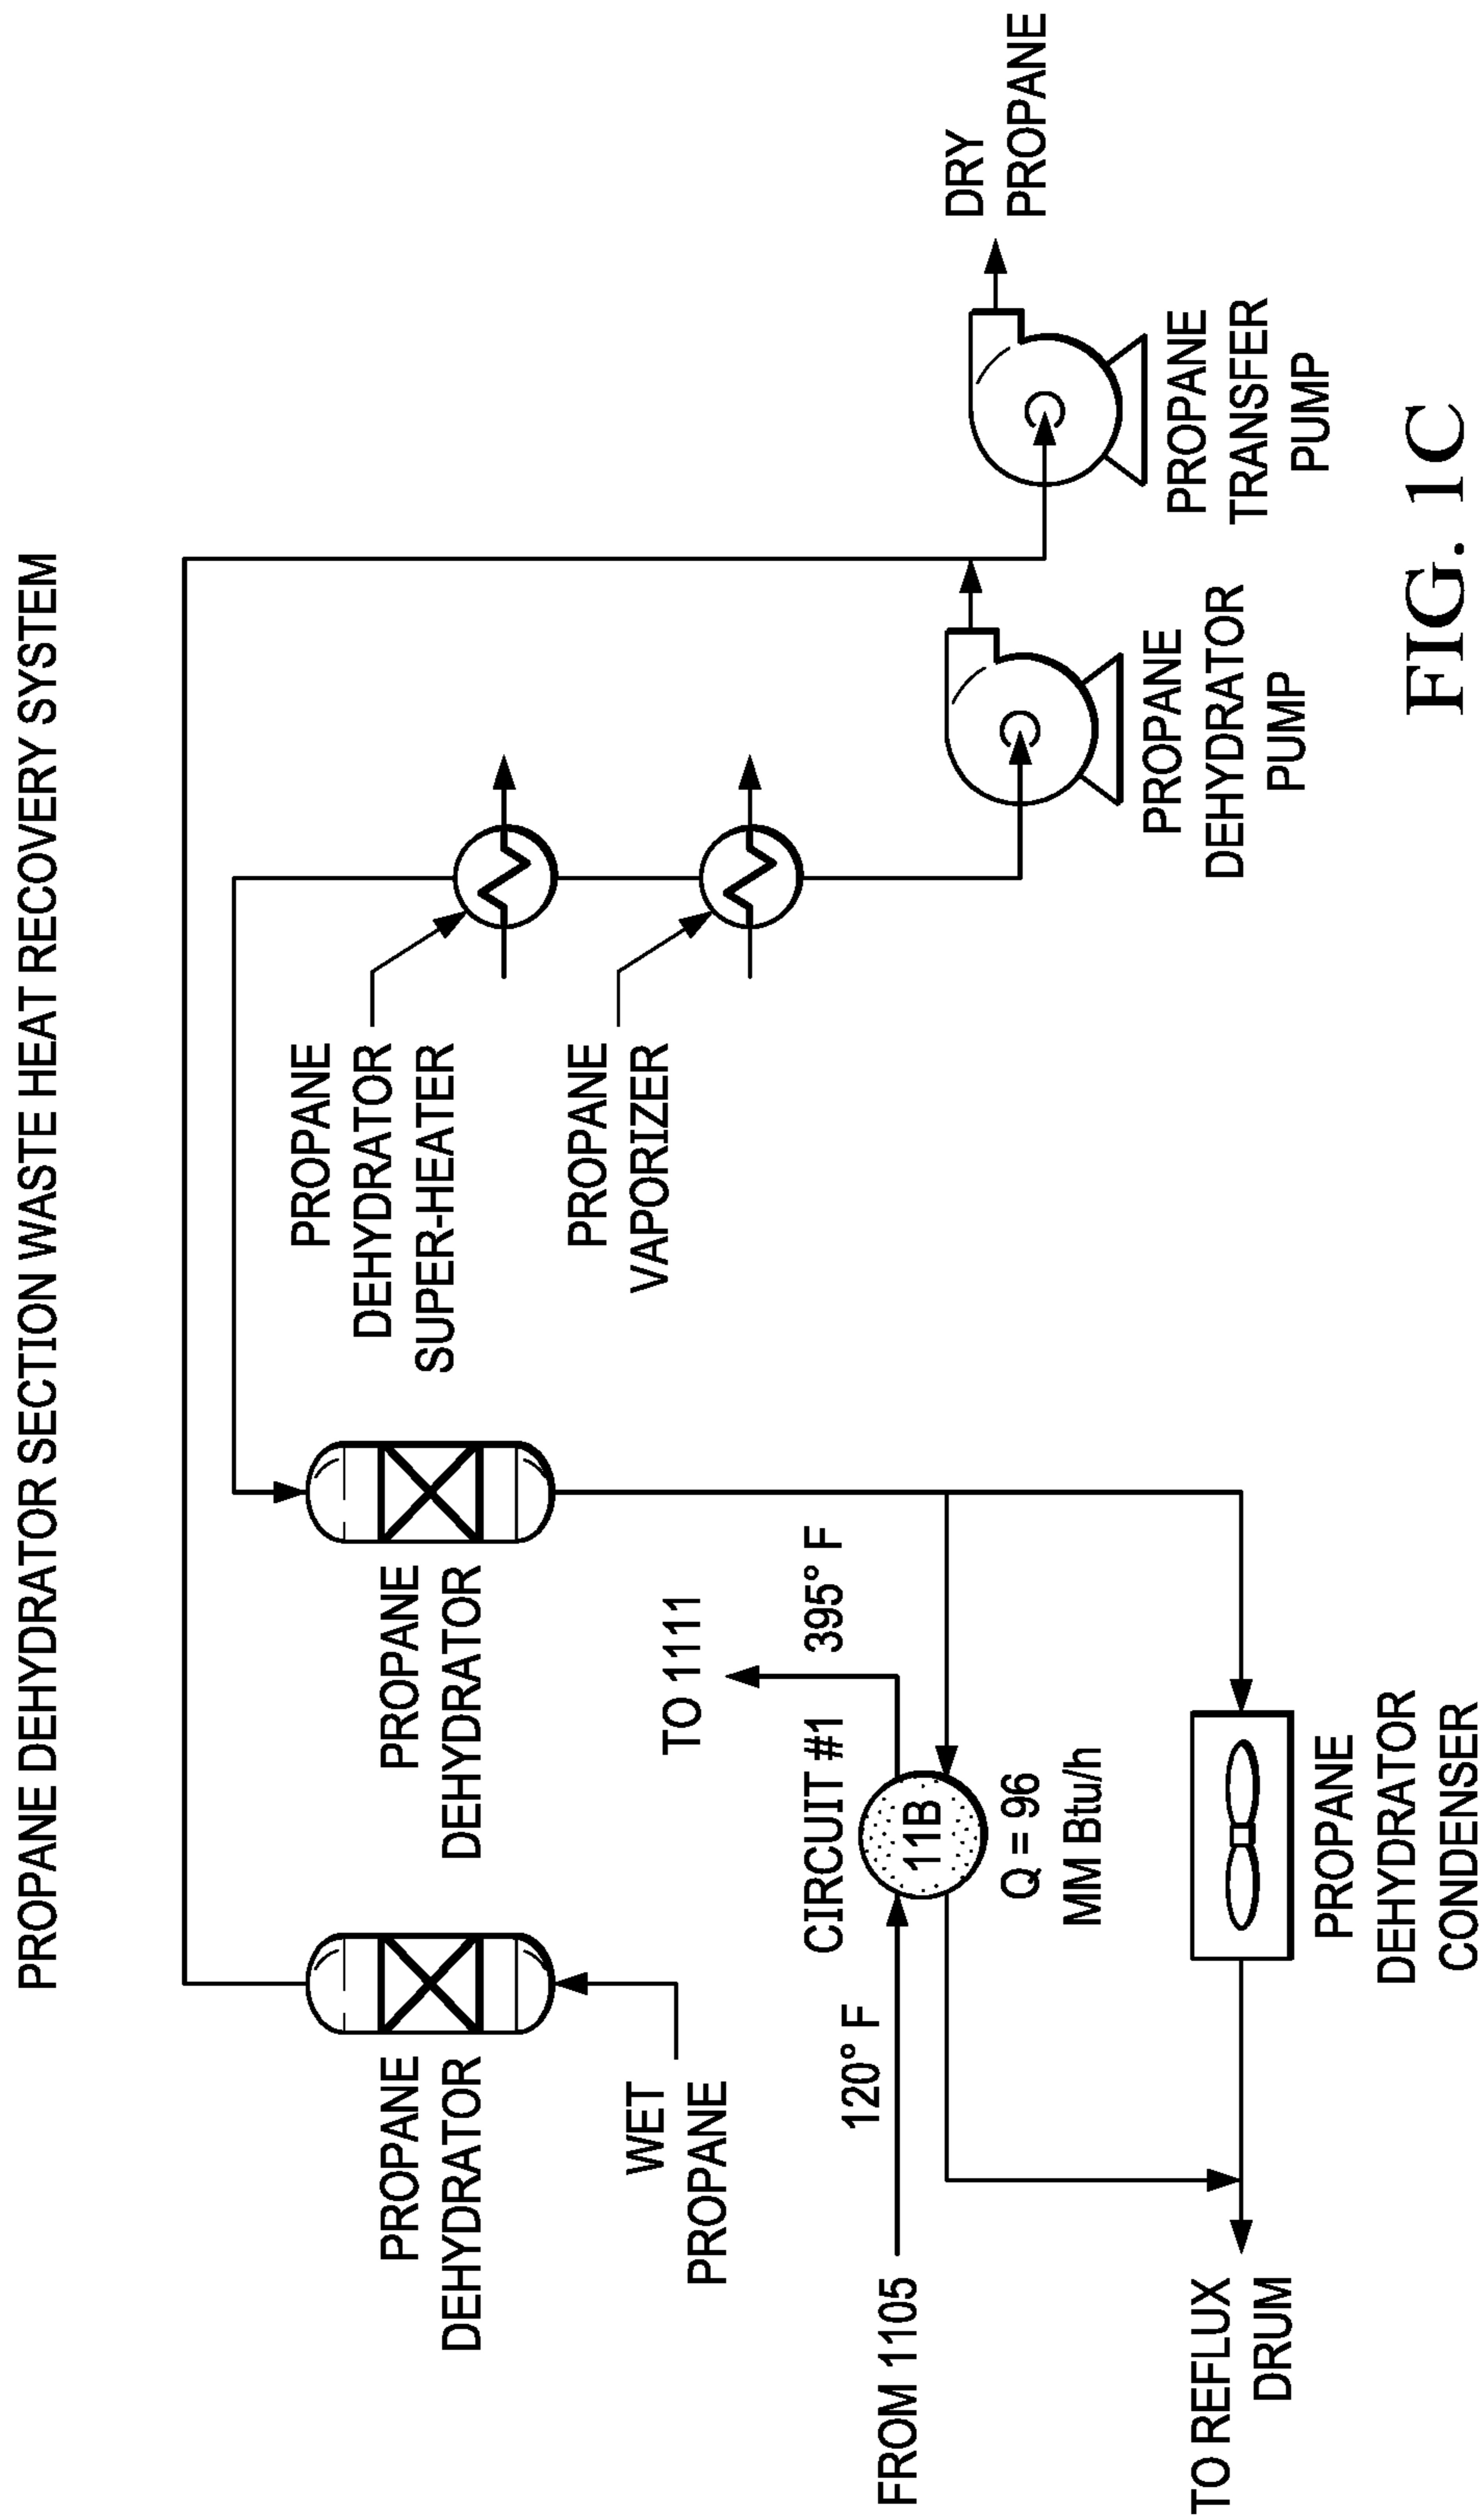 PROPANE DEHYDRATOR SECTION WASTE HEAT RECOVERY SYSTEM
PROPANE
DEHYDRATOR
PROPANE
DEHYDRATOR
PROPANE
DEHYDRATOR
SUPER-HEATER
PROPANE
VAPORIZER
WET
PROPANE
TO 1111
CIRCUIT #1
395° F
120° F
FROM 1105
11B
Q = 96
MM Btu/h
TO REFLUX
DRUM
PROPANE
DEHYDRATOR
CONDENSER
PROPANE
DEHYDRATOR
PUMP
PROPANE
TRANSFER
PUMP
DRY
PROPANE
FIG. 1C